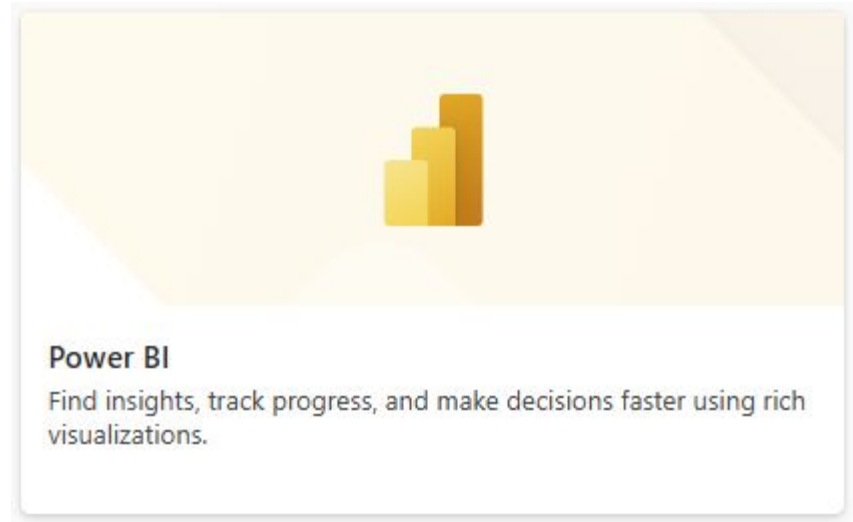 Power BI
Find insights, track progress, and make decisions faster using rich
visualizations.